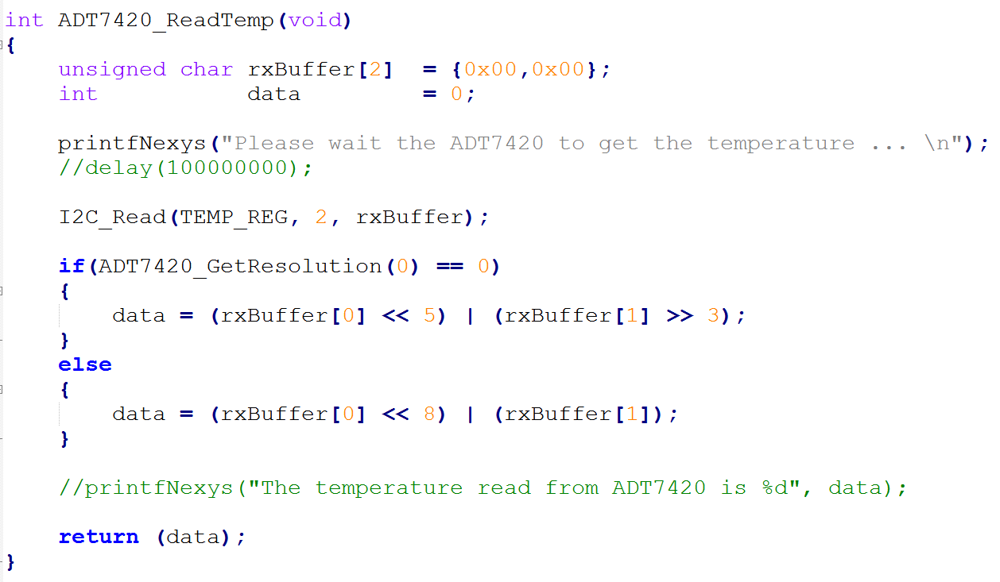 int ADT7420_ReadTemp(void)
{
    unsigned char rxBuffer[2]  = {0x00,0x00};
    int           data         = 0;
    printfNexys("Please wait the ADT7420 to get the temperature ... \n");
    //delay(100000000);
    I2C_Read(TEMP_REG, 2, rxBuffer);
    if(ADT7420_GetResolution(0) == 0)
    {
        data = (rxBuffer[0] << 5) | (rxBuffer[1] >> 3);
    }
    else
    {
        data = (rxBuffer[0] << 8) | (rxBuffer[1]);
    }
    //printfNexys("The temperature read from ADT7420 is %d", data);
    return (data);
}